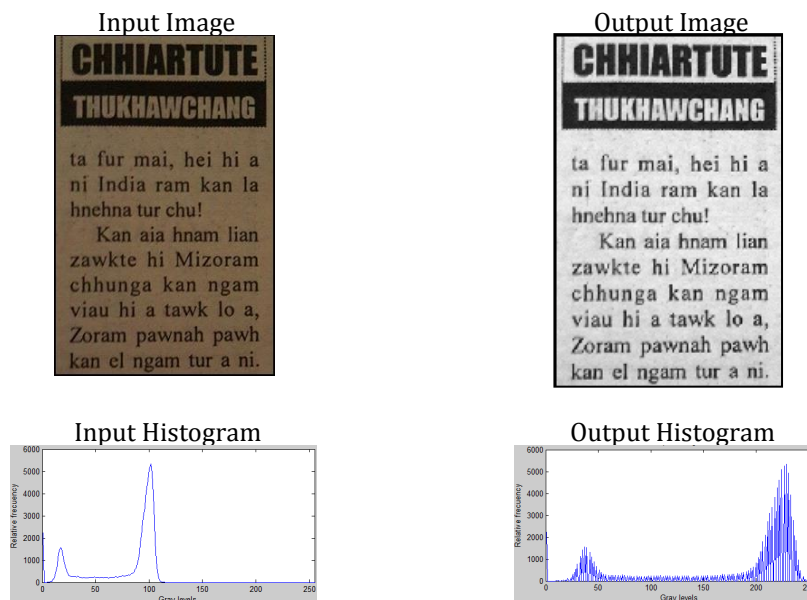 Input Image
CHHIARTUTE
THUKHAWCHANG
ta fur mai, hei hi a
ni India ram kan la
hnehna tur chu!
Kan aia hnam lian
zawkte hi Mizoram
chhunga kan ngam
viau hi a tawk lo a,
Zoram pawnah pawh
kan el ngam tur a ni.
Output Image
CHHIARTUTE
THUKHAWCHANG
ta fur mai, hei hi a
ni India ram kan la
hnehna tur chu!
Kan aia hnam lian
zawkte hi Mizoram
chhunga kan ngam
viau hi a tawk lo a,
Zoram pawnah pawh
kan el ngam tur a ni.
Input Histogram
6000
5000
4000
3000
2000
1000
0
Relative frecuency
0 50 100 150 200 250
Gray levels
Output Histogram
6000
5000
4000
3000
2000
1000
0
Relative frecuency
0 50 100 150 200
Gray levels